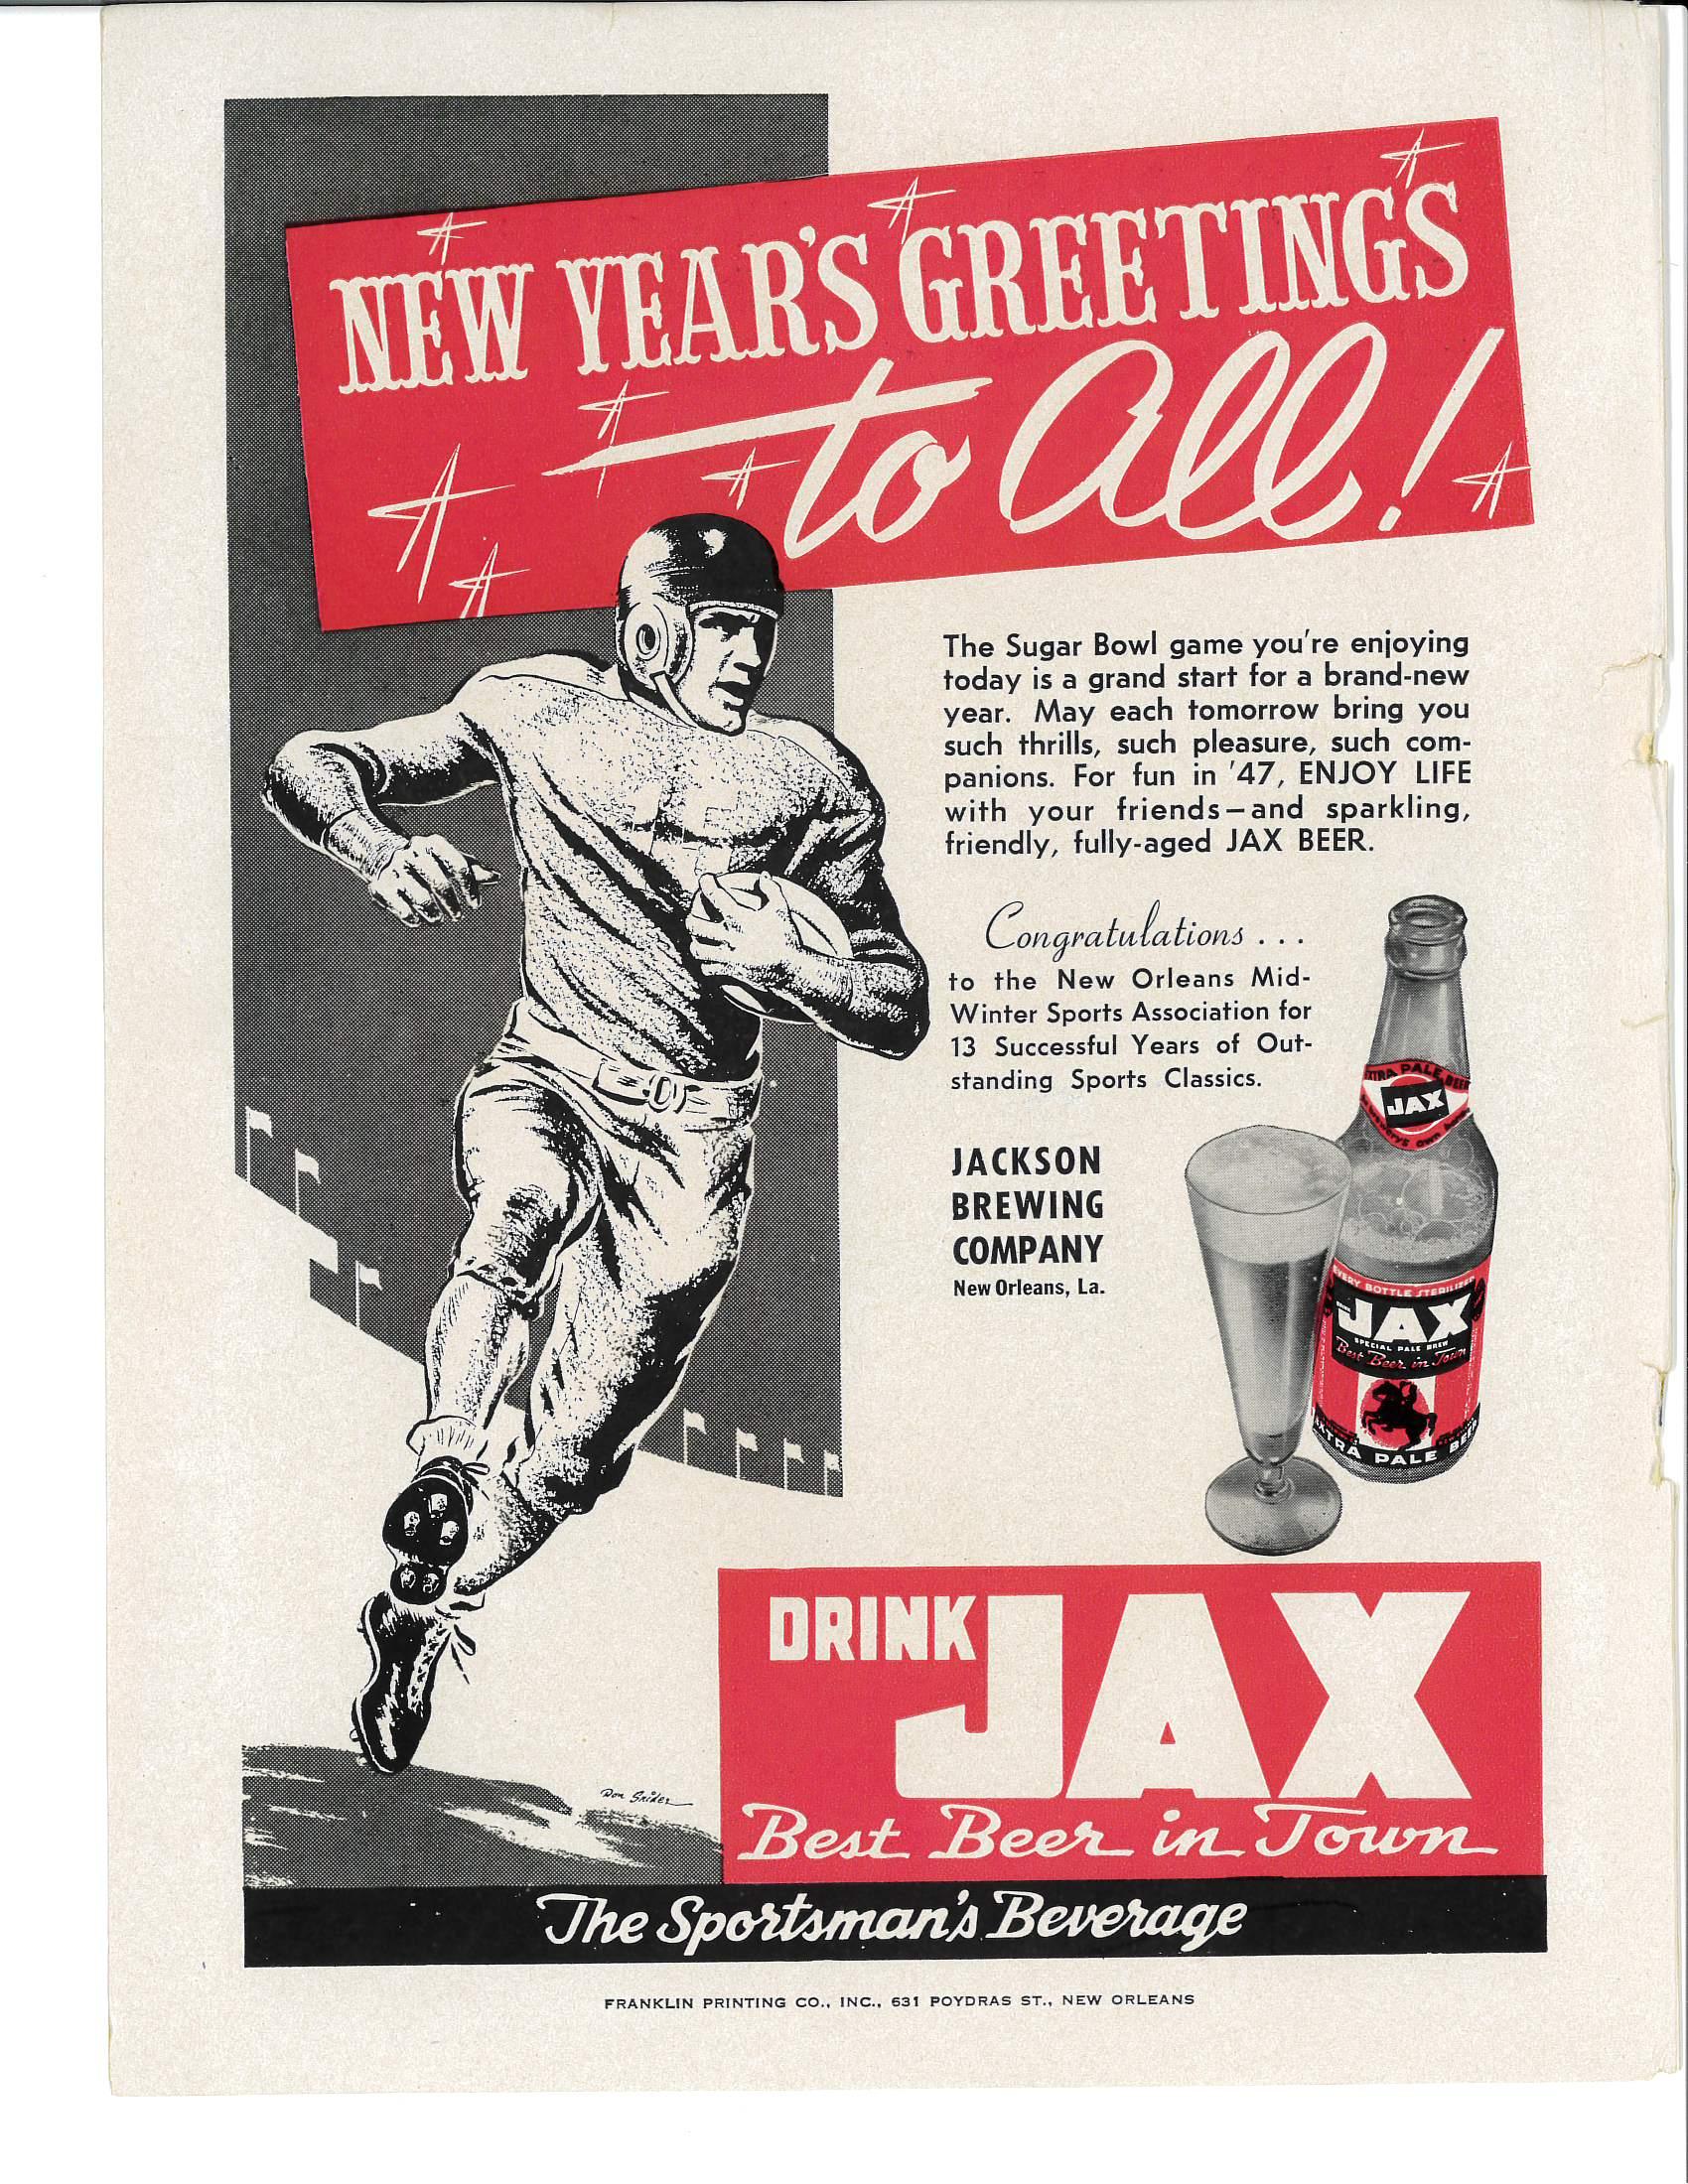 NEW YEAR'S GREETINGS
to All!
The Sugar Bowl game you're enjoying
today is a grand start for a brand-new
year. May each tomorrow bring you
such thrills, such pleasure, such com-
panions. For fun in '47, ENJOY LIFE
with your friends—and sparkling,
friendly, fully-aged JAX BEER.
Congratulations . . .
to the New Orleans Mid-
Winter Sports Association for
13 Successful Years of Out-
standing Sports Classics.
JACKSON
BREWING
COMPANY
New Orleans, La.
EXTRA PALE BEER
JAX
EVERY BOTTLE STERILIZED
JAX
SPECIAL PALE BREW
Best Beer in Town
EXTRA PALE BEER
DRINK
JAX
Best Beer in Town
Don Snider
The Sportsman's Beverage
FRANKLIN PRINTING CO., INC., 631 POYDRAS ST., NEW ORLEANS